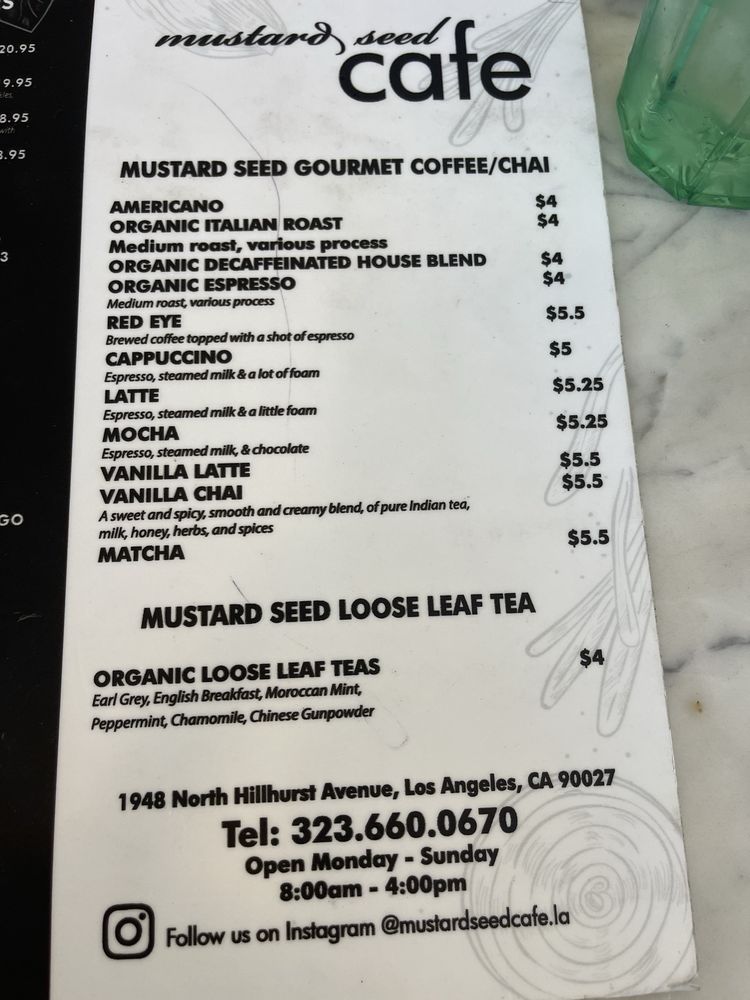 S
20.95
9.95
8.95
with
8.95
3
GO
mustard seed
cafe
MUSTARD SEED GOURMET COFFEE/CHAI
AMERICANO $4
ORGANIC ITALIAN ROAST $4
Medium roast, various process
ORGANIC DECAFFEINATED HOUSE BLEND $4
ORGANIC ESPRESSO $4
Medium roast, various process
RED EYE $5.5
Brewed coffee topped with a shot of espresso
CAPPUCCINO $5
Espresso, steamed milk & a lot of foam
LATTE $5.25
Espresso, steamed milk & a little foam
MOCHA $5.25
Espresso, steamed milk, & chocolate
VANILLA LATTE $5.5
VANILLA CHAI $5.5
A sweet and spicy, smooth and creamy blend, of pure Indian tea,
milk, honey, herbs, and spices
MATCHA $5.5
MUSTARD SEED LOOSE LEAF TEA
ORGANIC LOOSE LEAF TEAS $4
Earl Grey, English Breakfast, Moroccan Mint,
Peppermint, Chamomile, Chinese Gunpowder
1948 North Hillhurst Avenue, Los Angeles, CA 90027
Tel: 323.660.0670
Open Monday - Sunday
8:00am - 4:00pm
Follow us on Instagram @mustardseedcafe.la